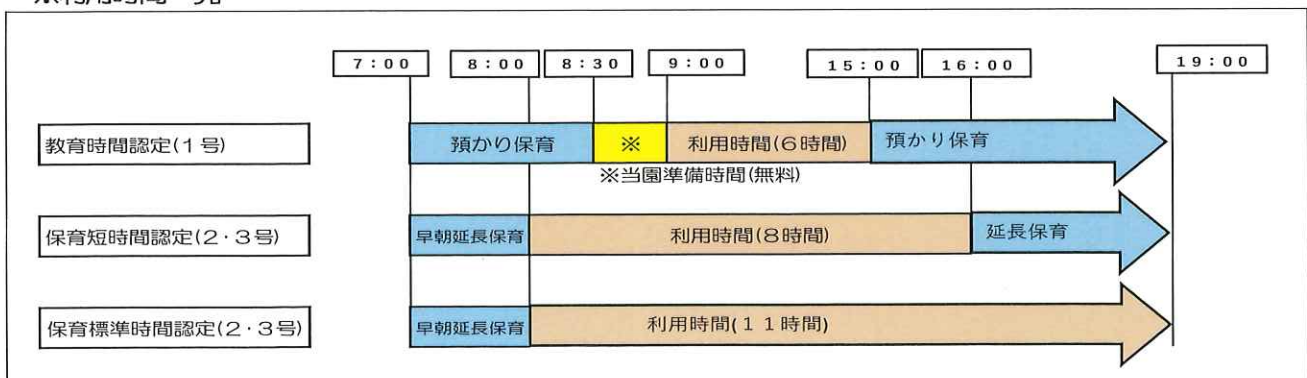 7：00 8：00 8：30 9：00 15：00 16：00 19：00
教育時間認定(1号) 預かり保育 ※ 利用時間(6時間) 預かり保育
※当園準備時間(無料)
保育短時間認定(2・3号) 早朝延長保育 利用時間(8時間) 延長保育
保育標準時間認定(2・3号) 早朝延長保育 利用時間(11時間)